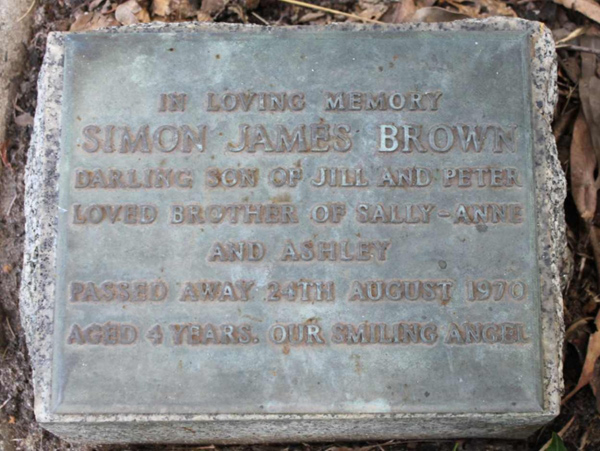 IN LOVING MEMORY
SIMON JAMES BROWN
DARLING SON OF JILL AND PETER
LOVED BROTHER OF SALLY-ANNE
AND ASHLEY
PASSED AWAY 24TH AUGUST 1970
AGED 4 YEARS. OUR SMILING ANGEL